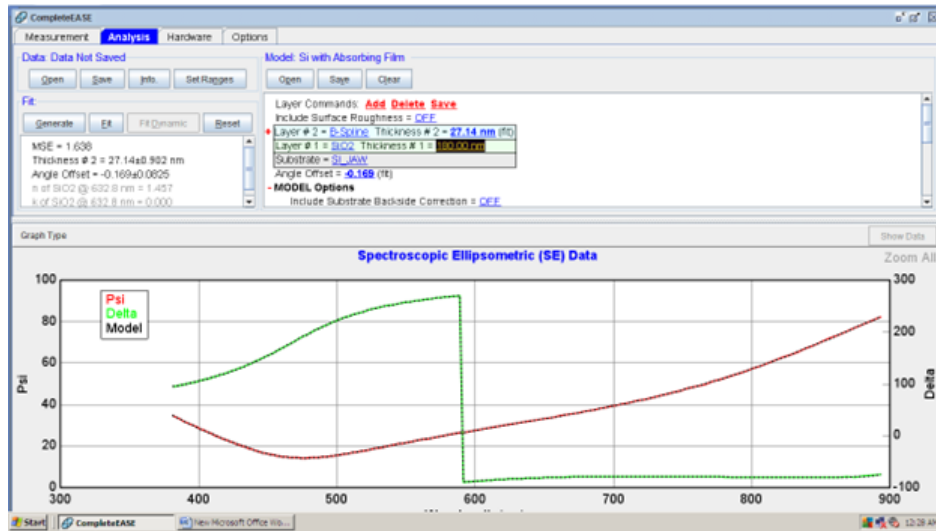 CompleteEASE
Measurement Analysis Hardware Options
Data: Data Not Saved
Open Save Info. Set Ranges
Fit:
Generate Fit Fit Dynamic Reset
MSE = 1.638
Thickness # 2 = 27.14±0.902 nm
Angle Offset = -0.169±0.0825
n of SiO2 @ 632.8 nm = 1.457
k of SiO2 @ 632.8 nm = 0.000
Model: Si with Absorbing Film
Open Save Clear
Layer Commands: Add Delete Save
Include Surface Roughness = OFF
+ Layer # 2 = B-Spline Thickness # 2 = 27.14 nm (fit)
Layer # 1 = SIO2 Thickness # 1 = 100.00 nm
Substrate = SI_JAW
Angle Offset = -0.169 (fit)
- MODEL Options
Include Substrate Backside Correction = OFF
Graph Type Show Data
Spectroscopic Ellipsometric (SE) Data Zoom All
100 300
Psi
Delta
Model
80 200
60
100
40
0
20
0 -100
Psi
Delta
300 400 500 600 700 800 900
Start CompleteEASE New Microsoft Office Wo... 12:28 AM